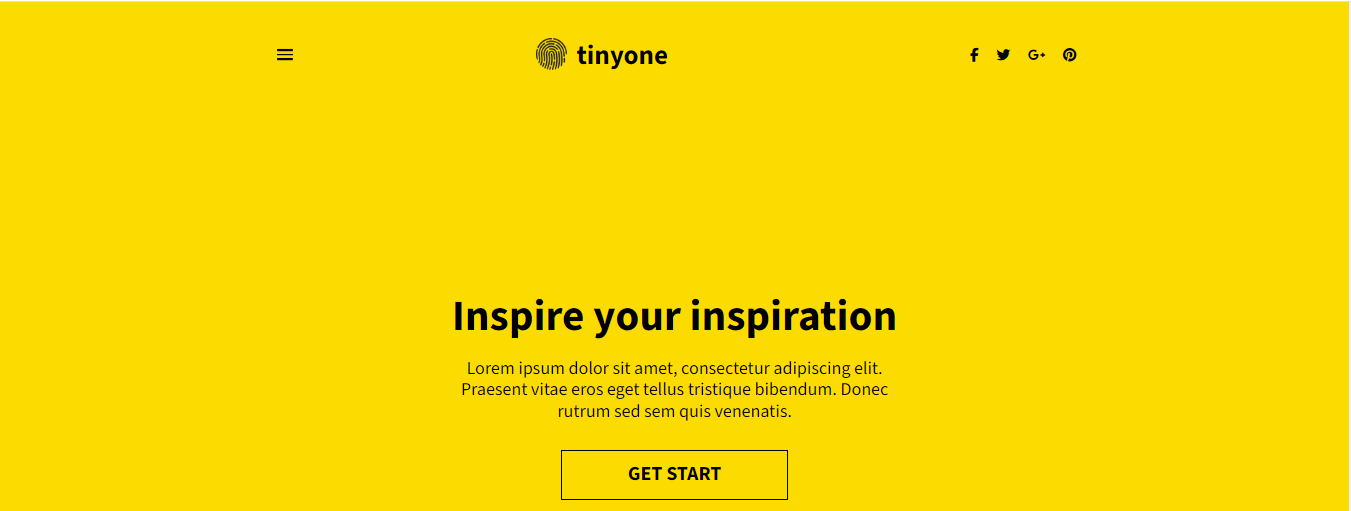 tinyone
Inspire your inspiration
Lorem ipsum dolor sit amet, consectetur adipiscing elit.
Praesent vitae eros eget tellus tristique bibendum. Donec
rutrum sed sem quis venenatis.
GET START